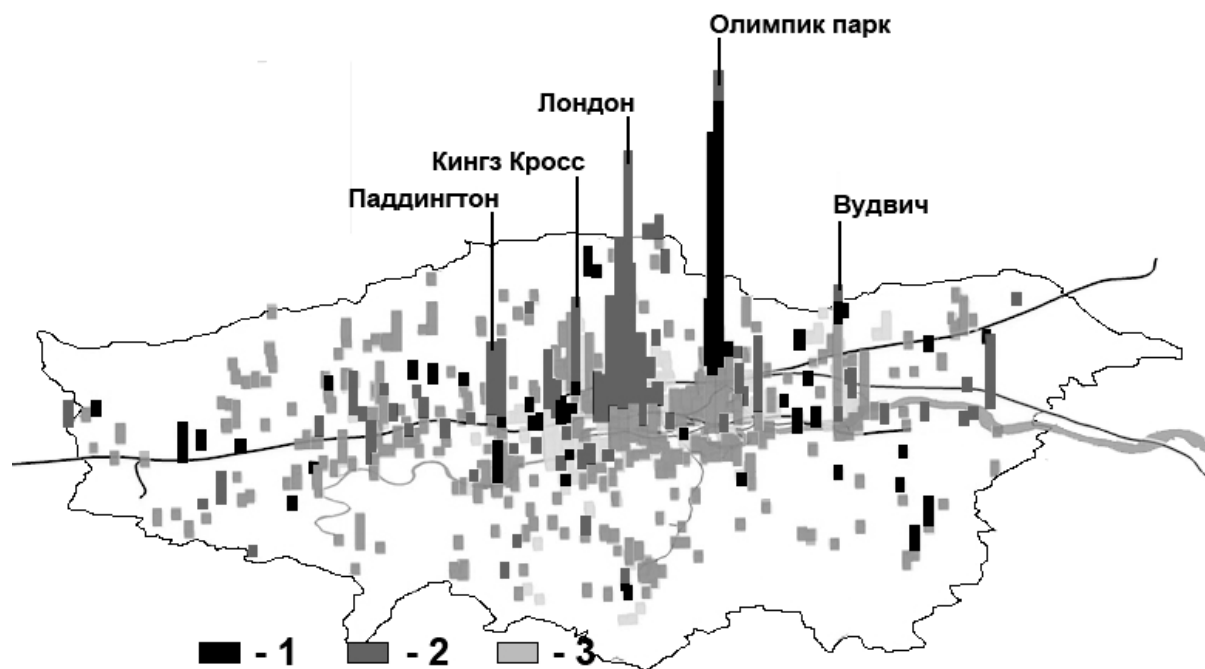 Олимпик парк
Лондон
Кингз Кросс
Паддингтон
Вудвич
- 1 - 2 - 3